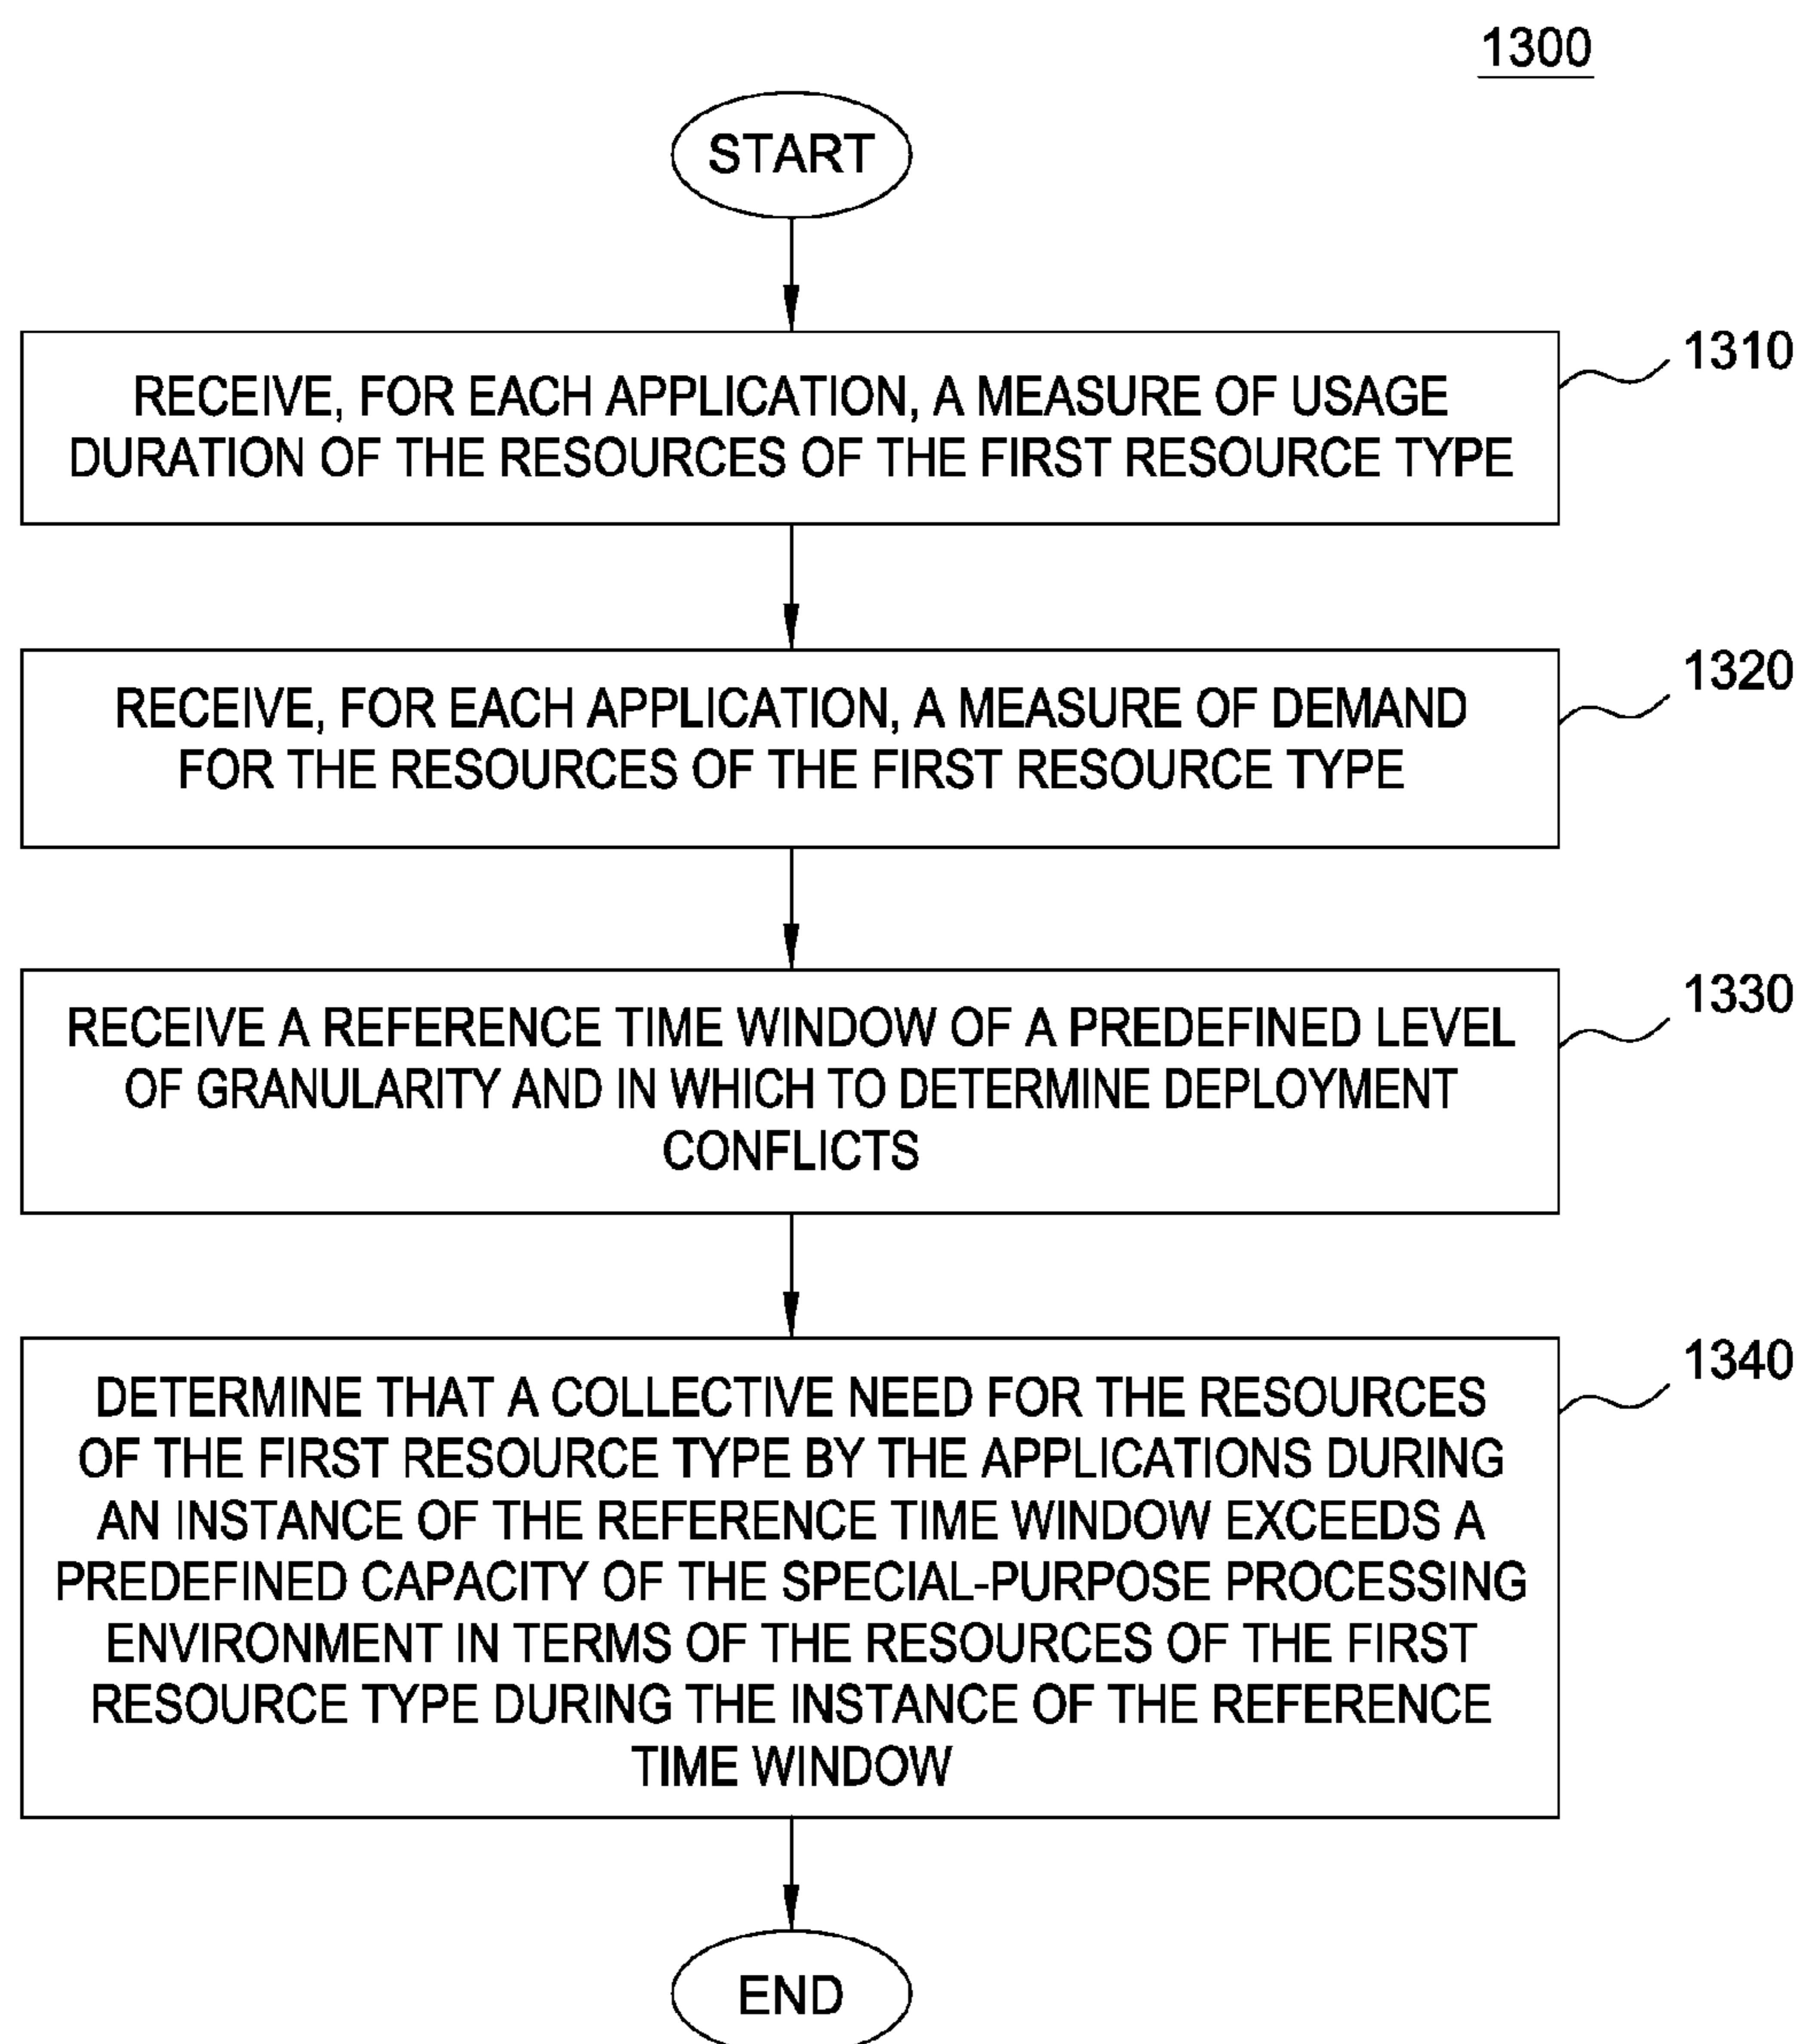 1300
START
1310
RECEIVE, FOR EACH APPLICATION, A MEASURE OF USAGE
DURATION OF THE RESOURCES OF THE FIRST RESOURCE TYPE
1320
RECEIVE, FOR EACH APPLICATION, A MEASURE OF DEMAND
FOR THE RESOURCES OF THE FIRST RESOURCE TYPE
1330
RECEIVE A REFERENCE TIME WINDOW OF A PREDEFINED LEVEL
OF GRANULARITY AND IN WHICH TO DETERMINE DEPLOYMENT
CONFLICTS
1340
DETERMINE THAT A COLLECTIVE NEED FOR THE RESOURCES
OF THE FIRST RESOURCE TYPE BY THE APPLICATIONS DURING
AN INSTANCE OF THE REFERENCE TIME WINDOW EXCEEDS A
PREDEFINED CAPACITY OF THE SPECIAL-PURPOSE PROCESSING
ENVIRONMENT IN TERMS OF THE RESOURCES OF THE FIRST
RESOURCE TYPE DURING THE INSTANCE OF THE REFERENCE
TIME WINDOW
END